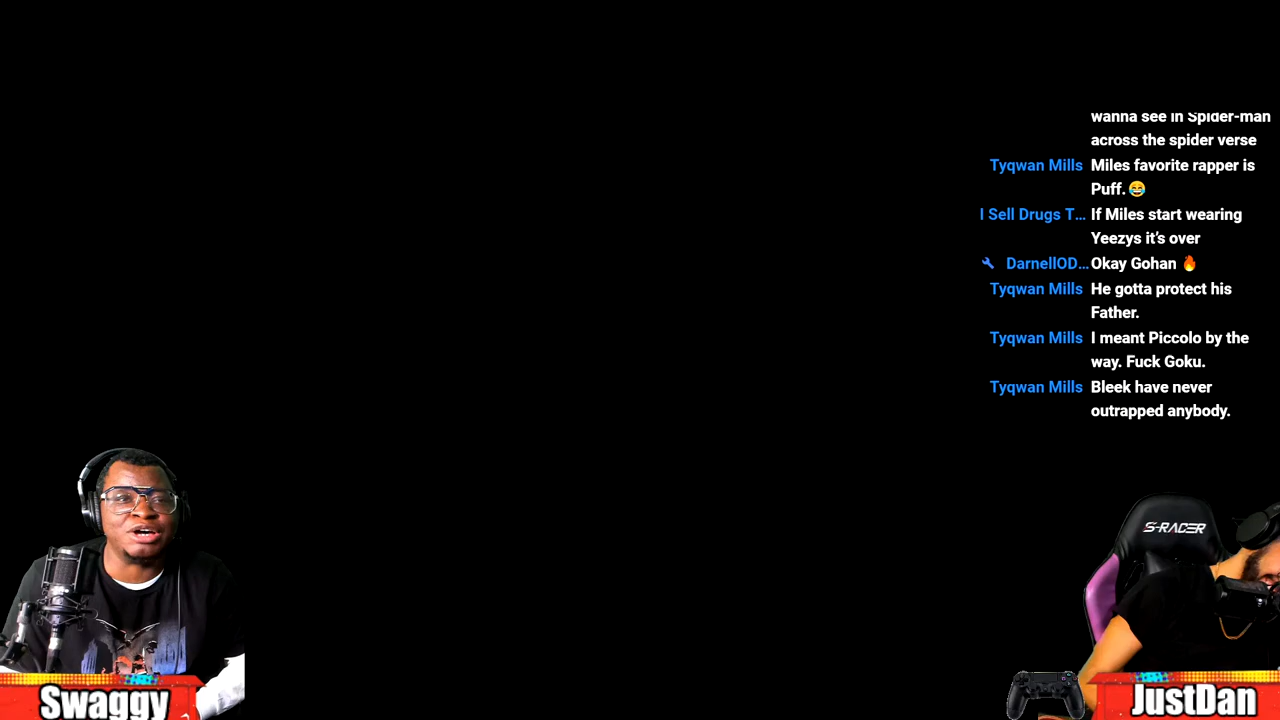 wanna see in Spider-man
across the spider verse
Tyqwan Mills Miles favorite rapper is
Puff.😂
I Sell Drugs T… If Miles start wearing
Yeezys it’s over
DarnellOD… Okay Gohan 🔥
Tyqwan Mills He gotta protect his
Father.
Tyqwan Mills I meant Piccolo by the
way. Fuck Goku.
Tyqwan Mills Bleek have never
outrapped anybody.
S-RACER
Swaggy
JustDan